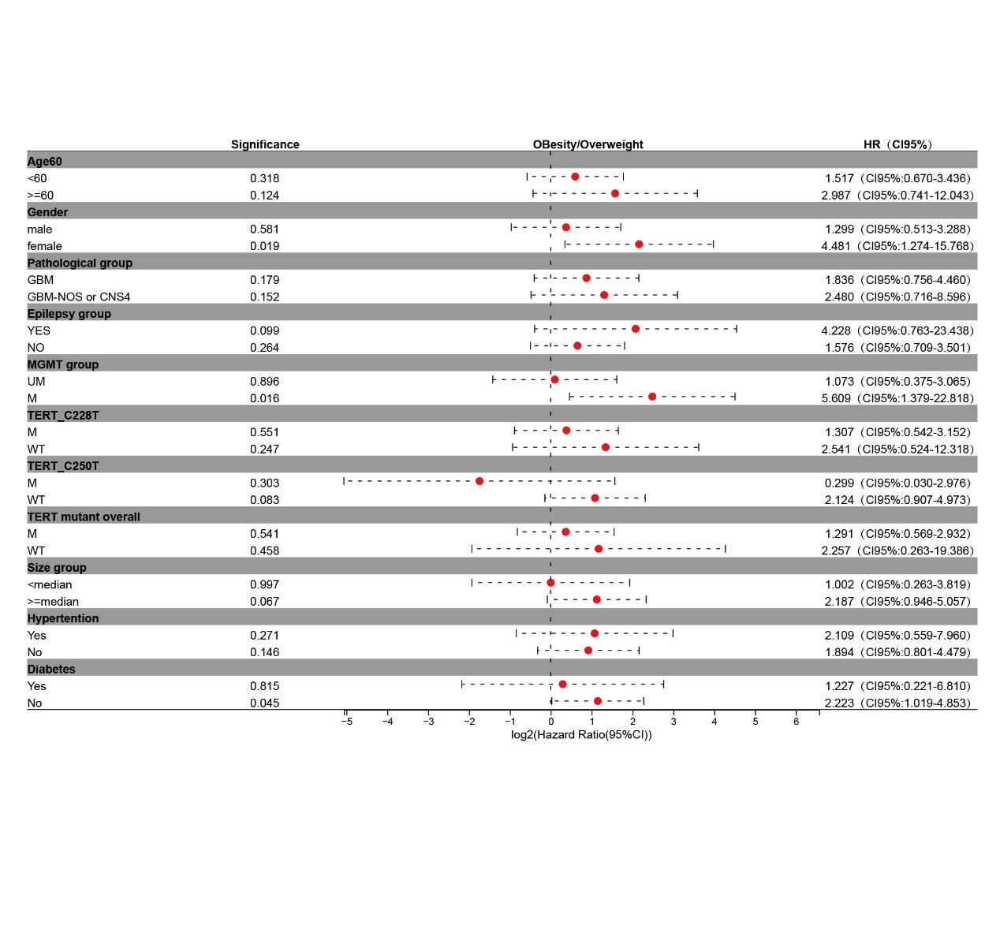 Significance OBesity/Overweight HR（CI95%）
Age60
<60 0.318 1.517（CI95%:0.670-3.436）
>=60 0.124 2.987（CI95%:0.741-12.043）
Gender
male 0.581 1.299（CI95%:0.513-3.288）
female 0.019 4.481（CI95%:1.274-15.768）
Pathological group
GBM 0.179 1.836（CI95%:0.756-4.460）
GBM-NOS or CNS4 0.152 2.480（CI95%:0.716-8.596）
Epilepsy group
YES 0.099 4.228（CI95%:0.763-23.438）
NO 0.264 1.576（CI95%:0.709-3.501）
MGMT group
UM 0.896 1.073（CI95%:0.375-3.065）
M 0.016 5.609（CI95%:1.379-22.818）
TERT_C228T
M 0.551 1.307（CI95%:0.542-3.152）
WT 0.247 2.541（CI95%:0.524-12.318）
TERT_C250T
M 0.303 0.299（CI95%:0.030-2.976）
WT 0.083 2.124（CI95%:0.907-4.973）
TERT mutant overall
M 0.541 1.291（CI95%:0.569-2.932）
WT 0.458 2.257（CI95%:0.263-19.386）
Size group
<median 0.997 1.002（CI95%:0.263-3.819）
>=median 0.067 2.187（CI95%:0.946-5.057）
Hypertention
Yes 0.271 2.109（CI95%:0.559-7.960）
No 0.146 1.894（CI95%:0.801-4.479）
Diabetes
Yes 0.815 1.227（CI95%:0.221-6.810）
No 0.045 2.223（CI95%:1.019-4.853）
−5 −4 −3 −2 −1 0 1 2 3 4 5 6
log2(Hazard Ratio(95%CI))